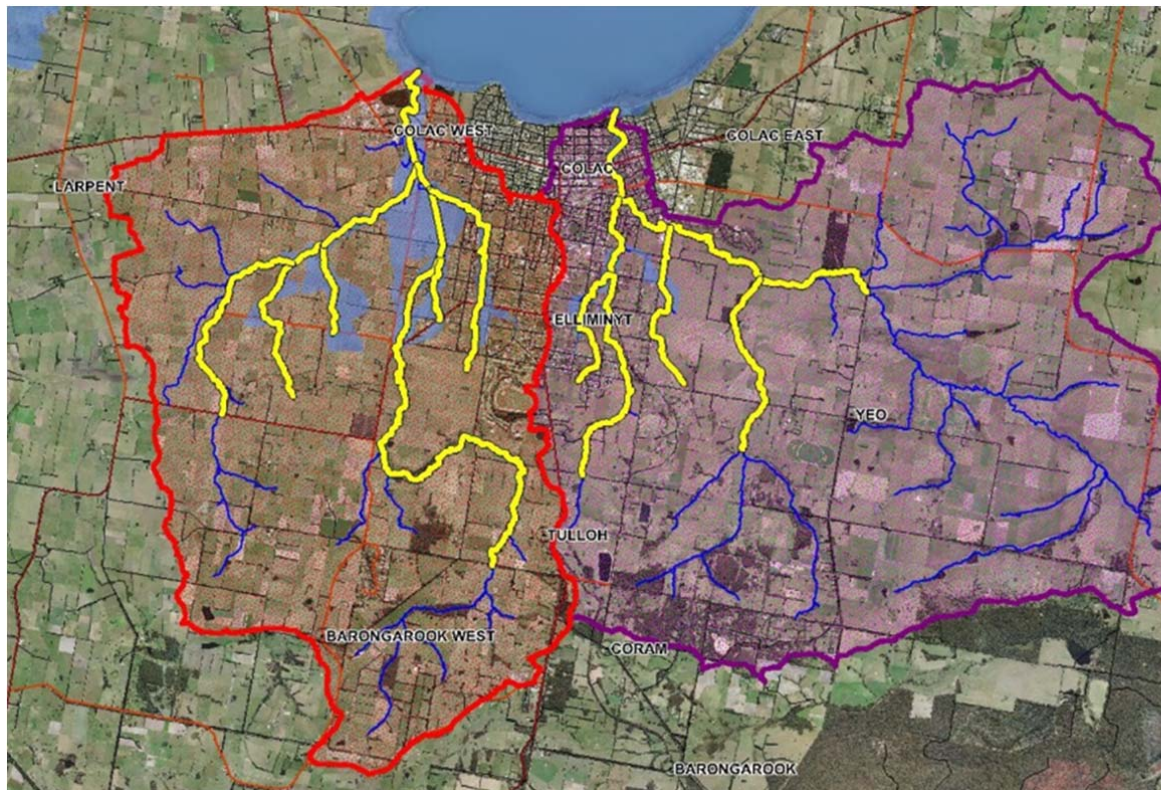 COLAC WEST
COLAC EAST
COLAC
LARPENT
ELLIMINYT
YEO
TULLOH
BARONGAROOK WEST
CORAM
BARONGAROOK